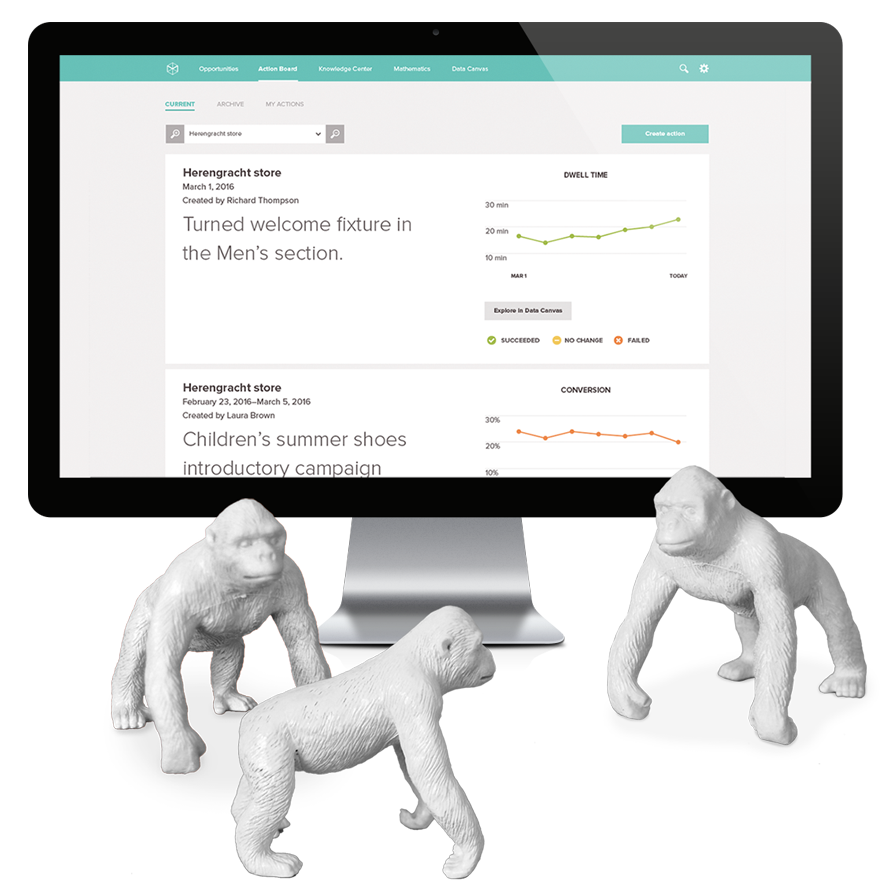 Opportunities Action Board Knowledge Center Mathematics Data Canvas
CURRENT ARCHIVE MY ACTIONS
Herengracht store
Create action
Herengracht store
March 1, 2016
Created by Richard Thompson
Turned welcome fixture in
the Men’s section.
DWELL TIME
30 min
20 min
10 min
MAR 1 TODAY
Explore in Data Canvas
SUCCEEDED NO CHANGE FAILED
Herengracht store
February 23, 2016–March 5, 2016
Created by Laura Brown
Children’s summer shoes
introductory campaign
CONVERSION
30%
20%
10%